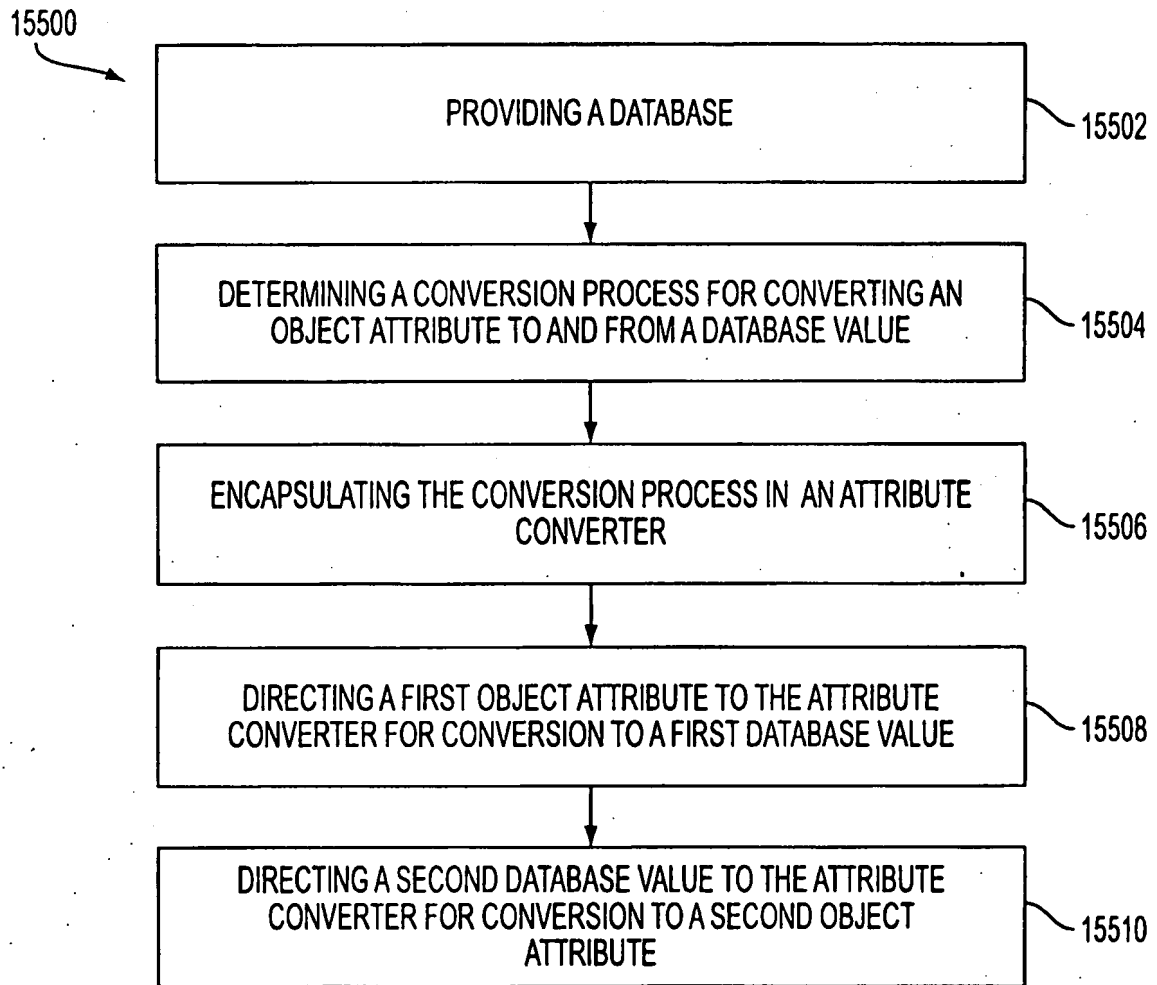 15500
PROVIDING A DATABASE
15502
DETERMINING A CONVERSION PROCESS FOR CONVERTING AN
OBJECT ATTRIBUTE TO AND FROM A DATABASE VALUE
15504
ENCAPSULATING THE CONVERSION PROCESS IN AN ATTRIBUTE
CONVERTER
15506
DIRECTING A FIRST OBJECT ATTRIBUTE TO THE ATTRIBUTE
CONVERTER FOR CONVERSION TO A FIRST DATABASE VALUE
15508
DIRECTING A SECOND DATABASE VALUE TO THE ATTRIBUTE
CONVERTER FOR CONVERSION TO A SECOND OBJECT
ATTRIBUTE
15510